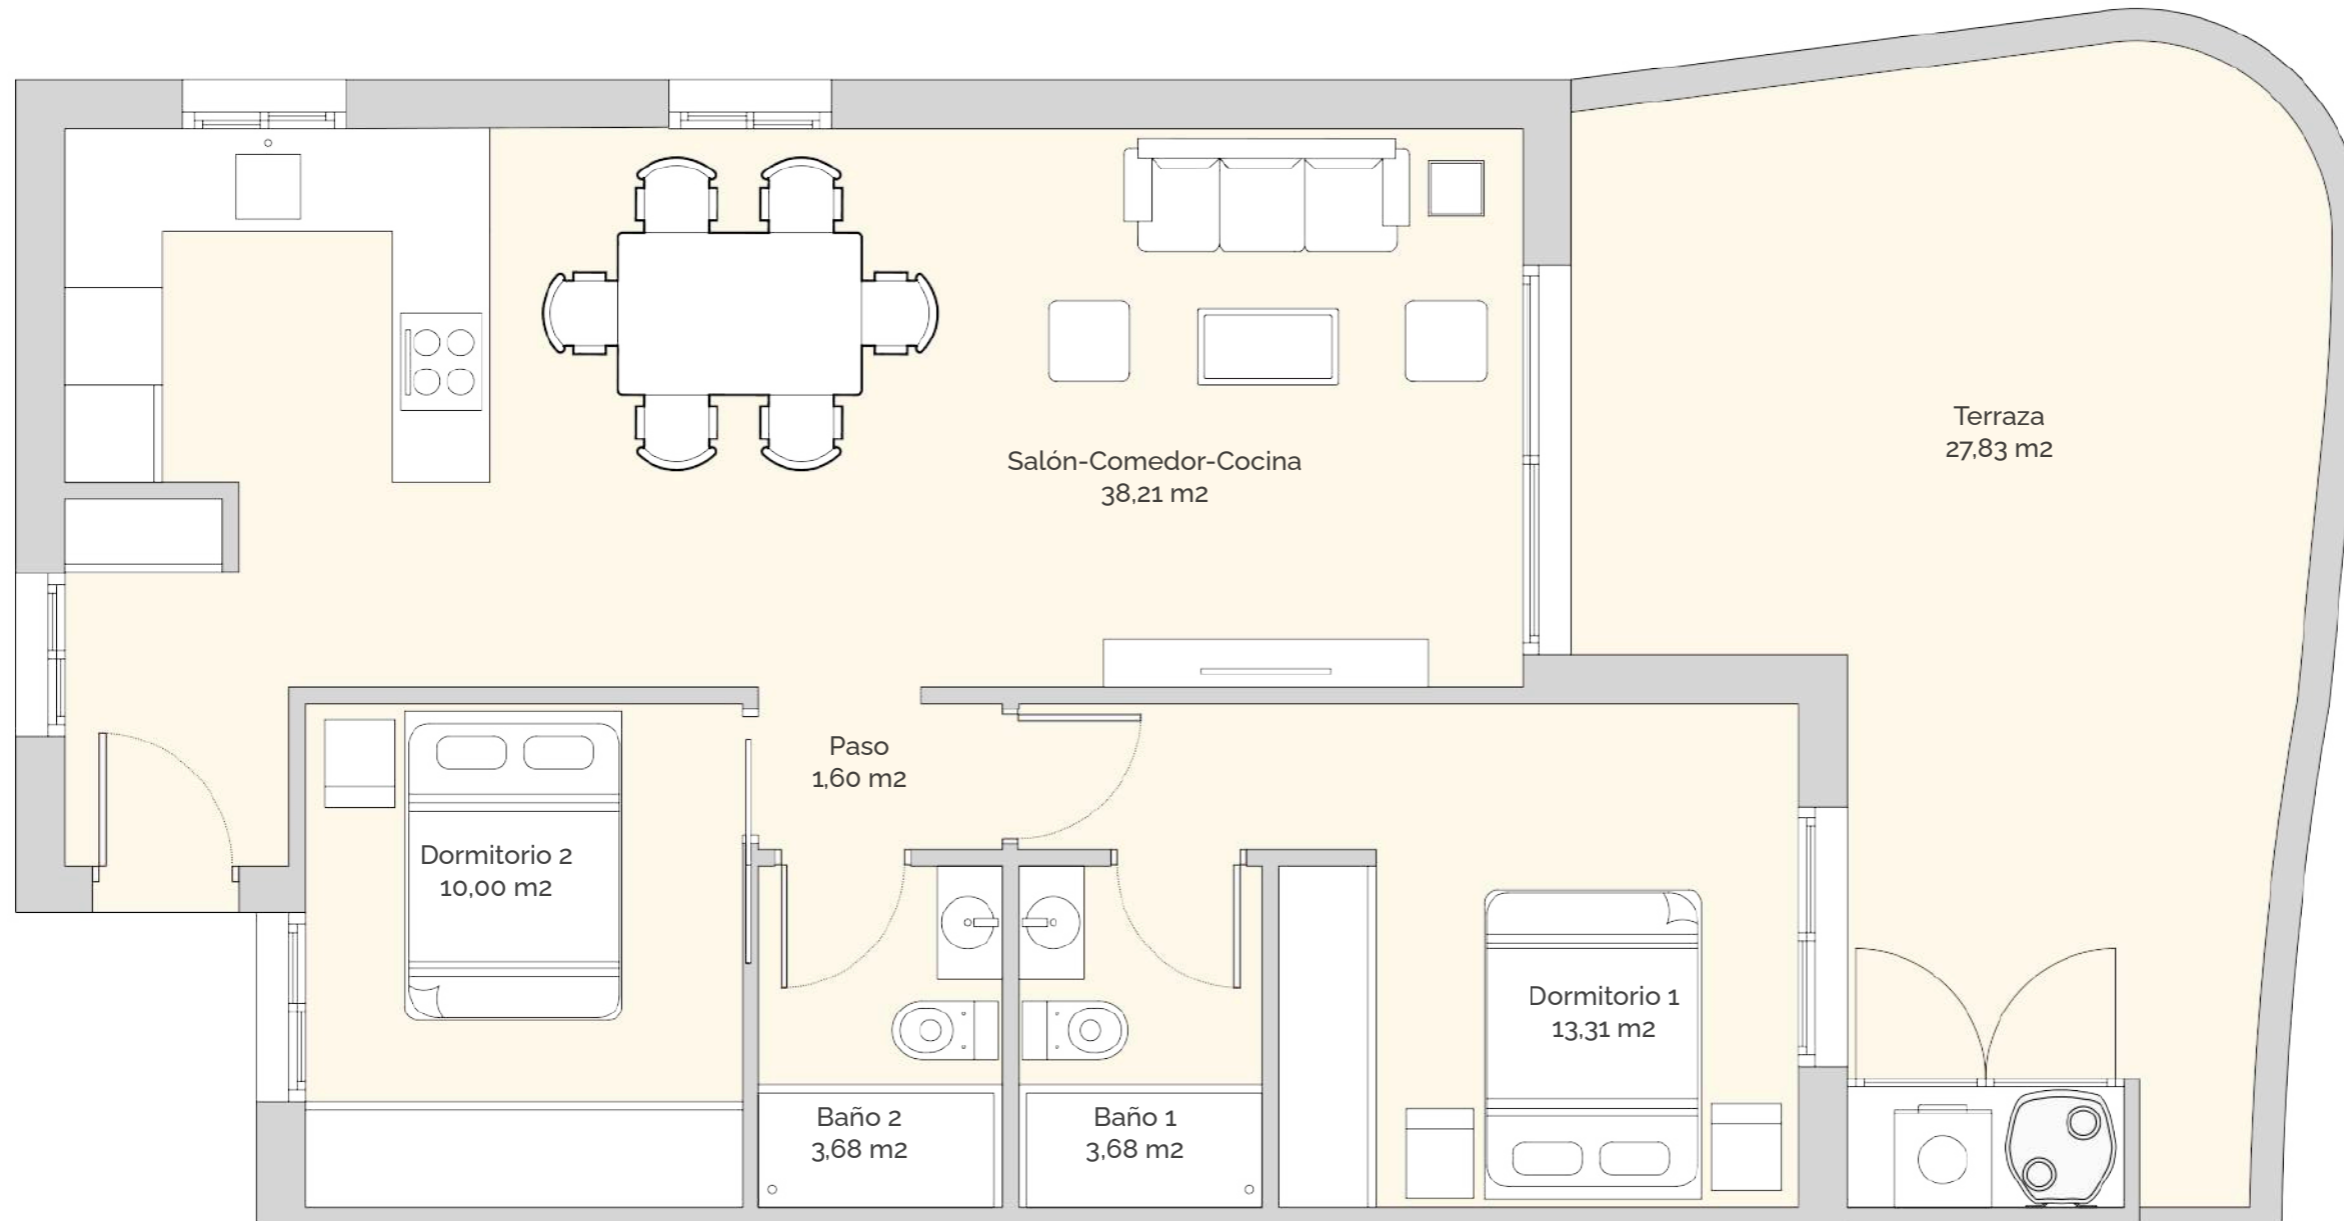 Terraza
27,83 m2
Salón-Comedor-Cocina
38,21 m2
Paso
1,60 m2
Dormitorio 2
10,00 m2
Dormitorio 1
13,31 m2
Baño 2
3,68 m2
Baño 1
3,68 m2